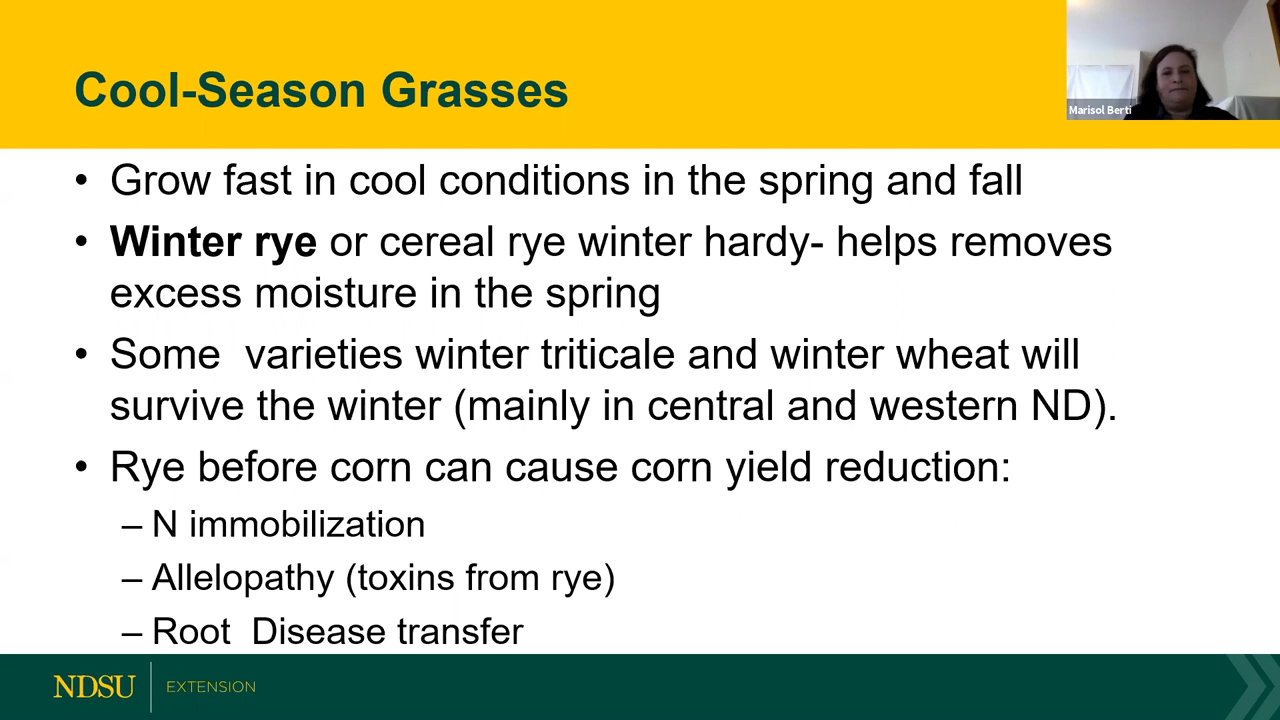 Cool-Season Grasses
Marisol Berti
• Grow fast in cool conditions in the spring and fall
• Winter rye or cereal rye winter hardy- helps removes
excess moisture in the spring
• Some  varieties winter triticale and winter wheat will
survive the winter (mainly in central and western ND).
• Rye before corn can cause corn yield reduction:
– N immobilization
– Allelopathy (toxins from rye)
– Root  Disease transfer
NDSU EXTENSION